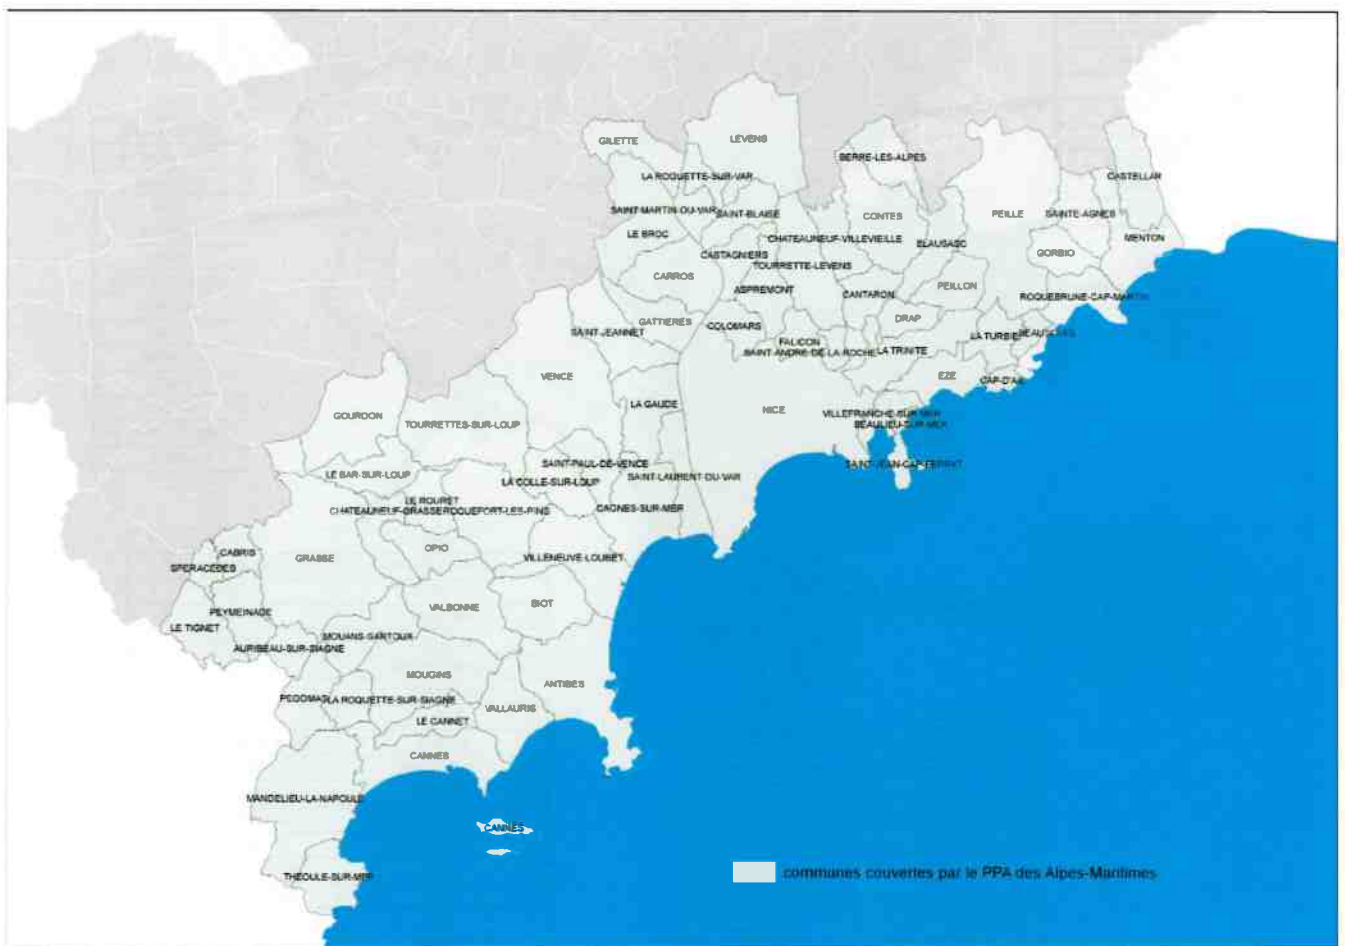 GILETTE
LEVENS
BERRE-LES-ALPES
LA ROQUETTE-SUR-VAR
CASTELLAR
SAINT-MARTIN-DU-VAR
SAINT-BLAISE
CONTES
PEILLE
SAINTE-AGNES
LE BROC
CHATEAUNEUF-VILLEVIEILLE
BLAUSASC
MENTON
CASTAGNIERS
GORBIO
TOURRETTE-LEVENS
CARROS
ASPREMONT
CANTARON
PEILLON
ROQUEBRUNE-CAP-MARTIN
GATTIERES
DRAP
SAINT-JEANNET
COLOMARS
LA TURBIE
BEAUSOLEIL
FALICON
SAINT-ANDRE-DE-LA-ROCHE
LA TRINITE
VENCE
EZE
CAP-D'AIL
LA GAUDE
NICE
GOURDON
TOURRETTES-SUR-LOUP
VILLEFRANCHE-SUR-MER
BEAULIEU-SUR-MER
SAINT-PAUL-DE-VENCE
SAINT-JEAN-CAP-FERRAT
LE BAR-SUR-LOUP
LA COLLE-SUR-LOUP
SAINT-LAURENT-DU-VAR
LE ROURET
CHATEAUNEUF-GRASSE
ROQUEFORT-LES-PINS
CAGNES-SUR-MER
CABRIS
GRASSE
OPIO
VILLENEUVE-LOUBET
SPERACEDES
PEYMEINADE
VALBONNE
BIOT
LE TIGNET
MOUANS-SARTOUX
AURIBEAU-SUR-SIAGNE
MOUGINS
ANTIBES
PEGOMAS
LA ROQUETTE-SUR-SIAGNE
VALLAURIS
LE CANNET
CANNES
MANDELIEU-LA-NAPOULE
CANNES
THEOULE-SUR-MER
communes couvertes par le PPA des Alpes-Maritimes